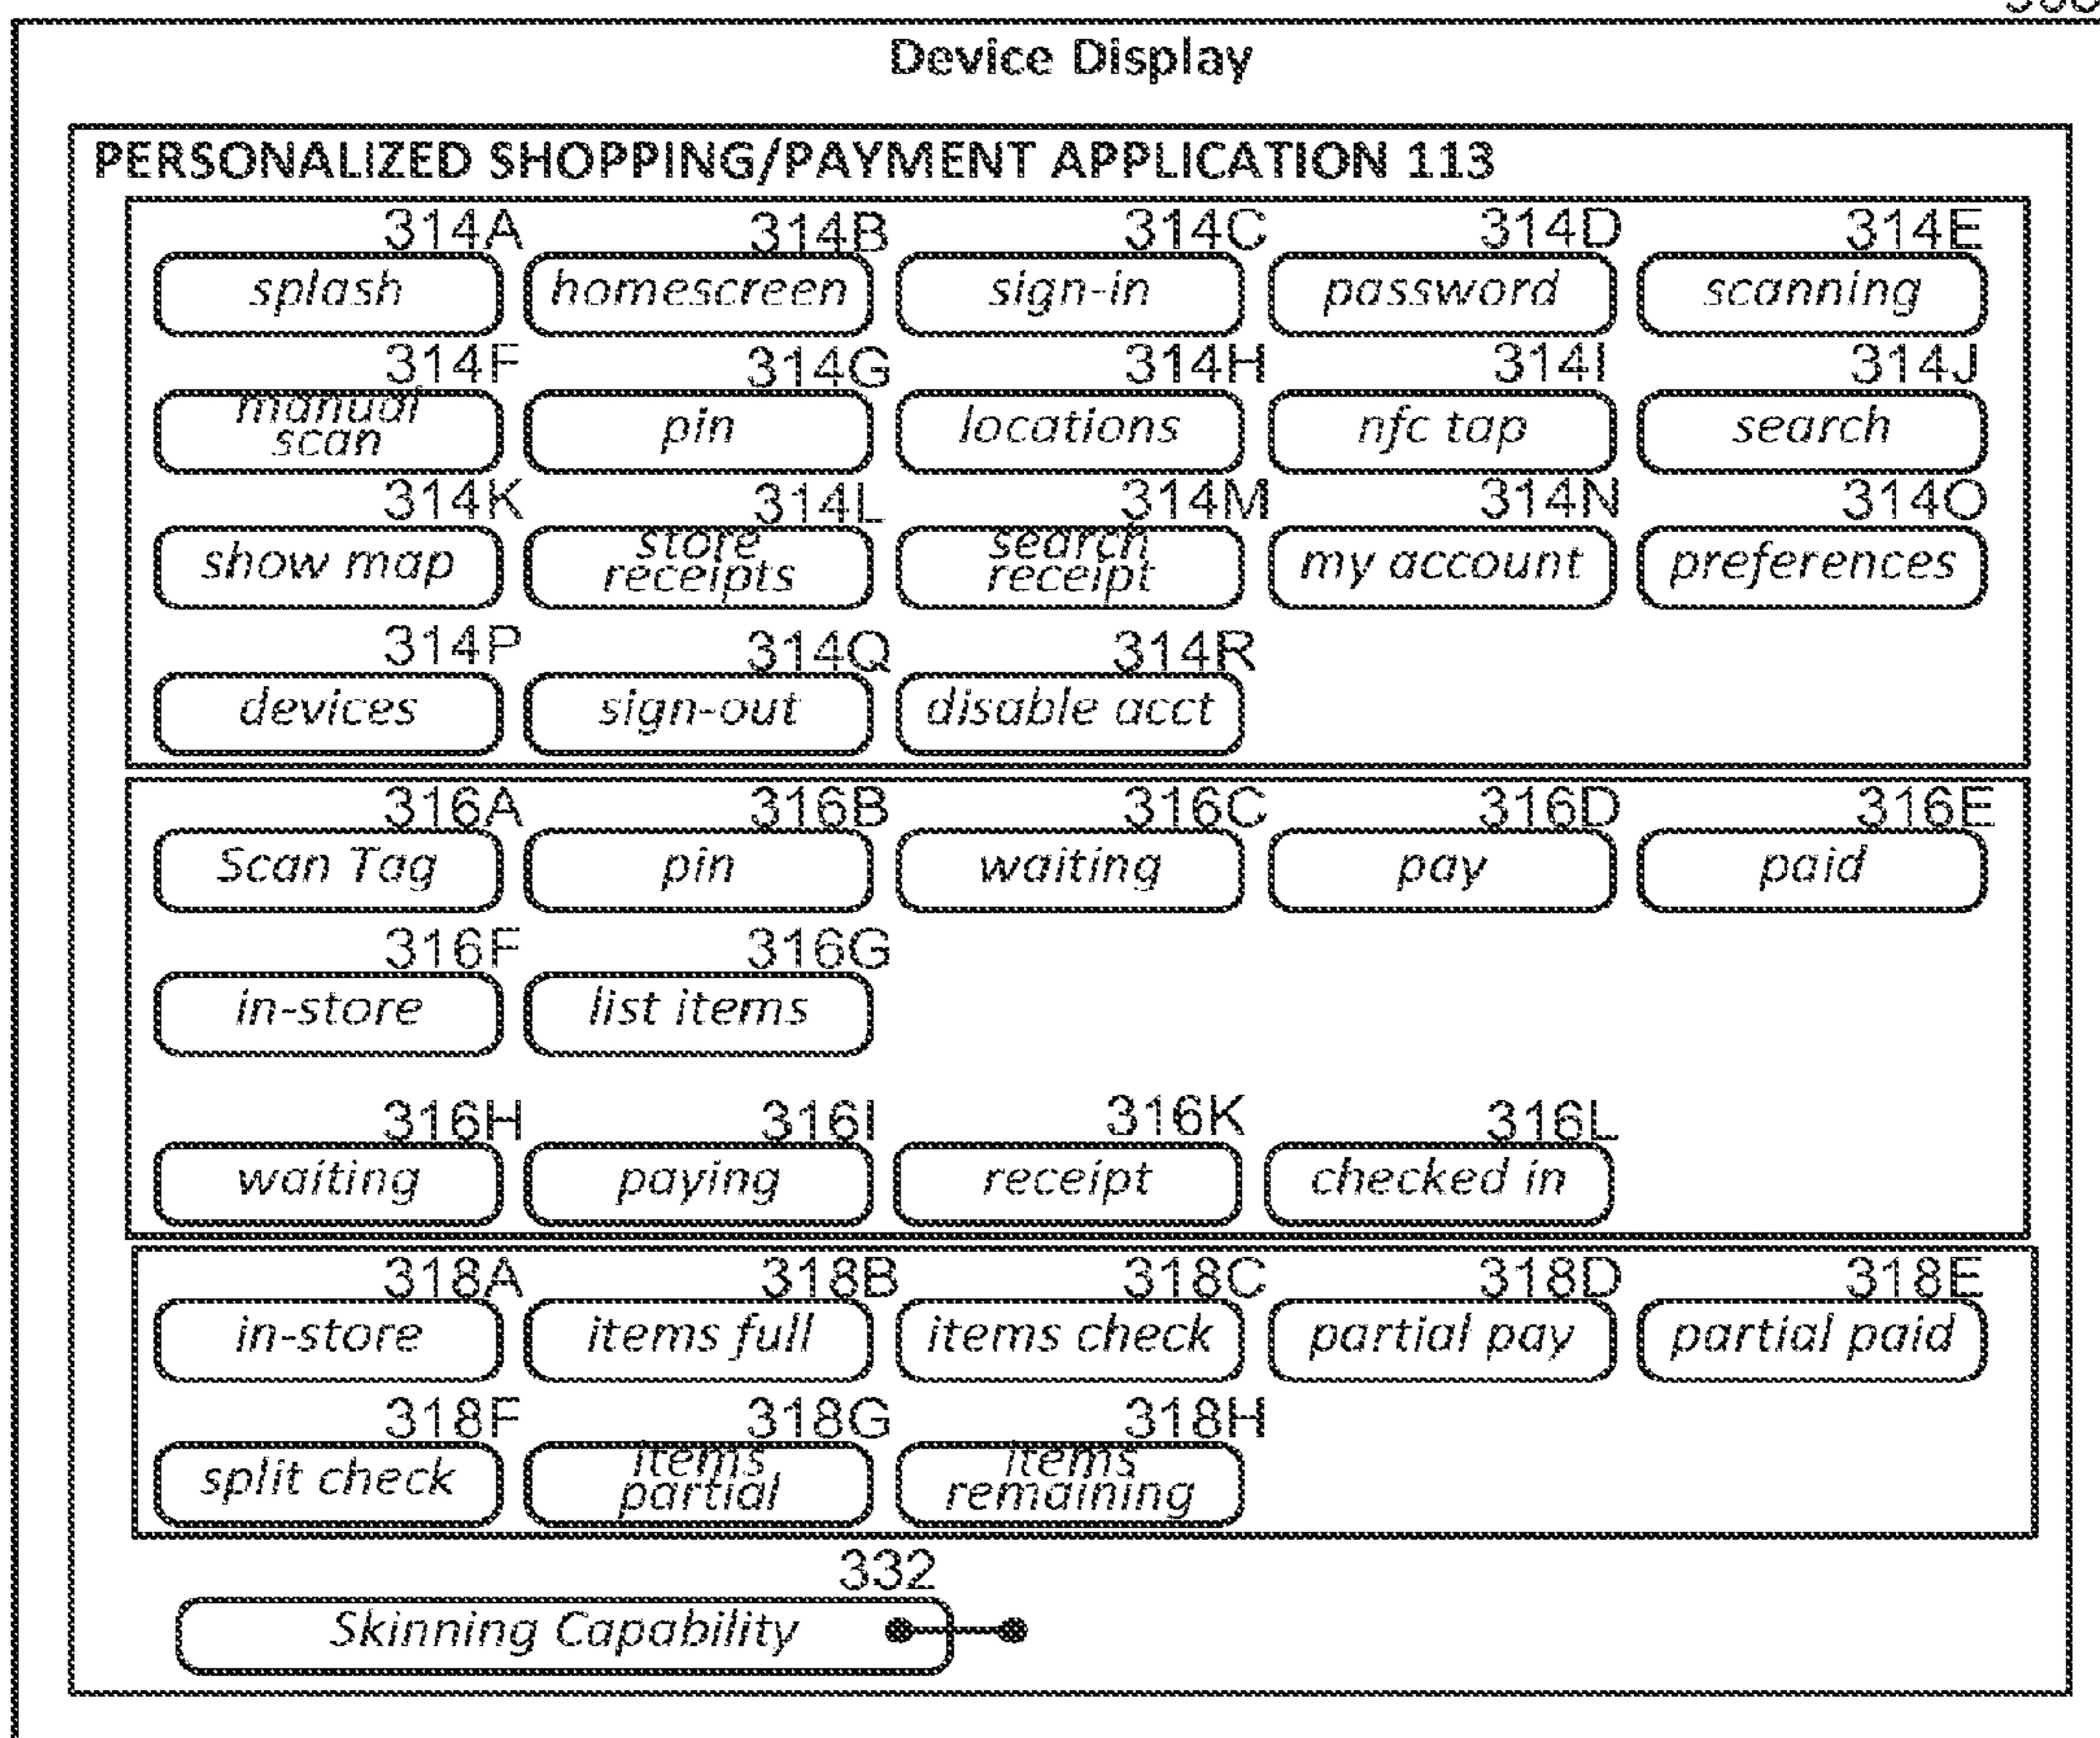 Device Display
PERSONALIZED SHOPPING/PAYMENT APPLICATION 113
314A 314B 314C 314D 314E
splash homescreen sign-in password scanning
314F 314G 314H 314I 314J
manual
scan pin locations nfc tap search
314K 314L 314M 314N 314O
show map store
receipts search
receipt my account preferences
314P 314Q 314R
devices sign-out disable acct
316A 316B 316C 316D 316E
Scan Tag pin waiting pay paid
316F 316G
in-store list items
316H 316I 316K 316L
waiting paying receipt checked in
318A 318B 318C 318D 318E
in-store items full items check partial pay partial paid
318F 318G 318H
split check items
partial items
remaining
332
Skinning Capability